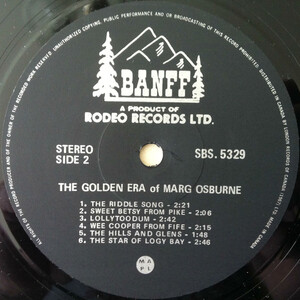 BANFF
A PRODUCT OF
RODEO RECORDS LTD.
STEREO
SIDE 2
SBS. 5329
THE GOLDEN ERA of MARG OSBURNE
1. THE RIDDLE SONG - 2:21
2. SWEET BETSY FROM PIKE - 2:06
3. LOLLYTOODUM - 2:42
4. WEE COOPER FROM FIFE - 2:15
5. THE HILLS AND GLENS - 1:48
6. THE STAR OF LOGY BAY - 2:46
M A
P L